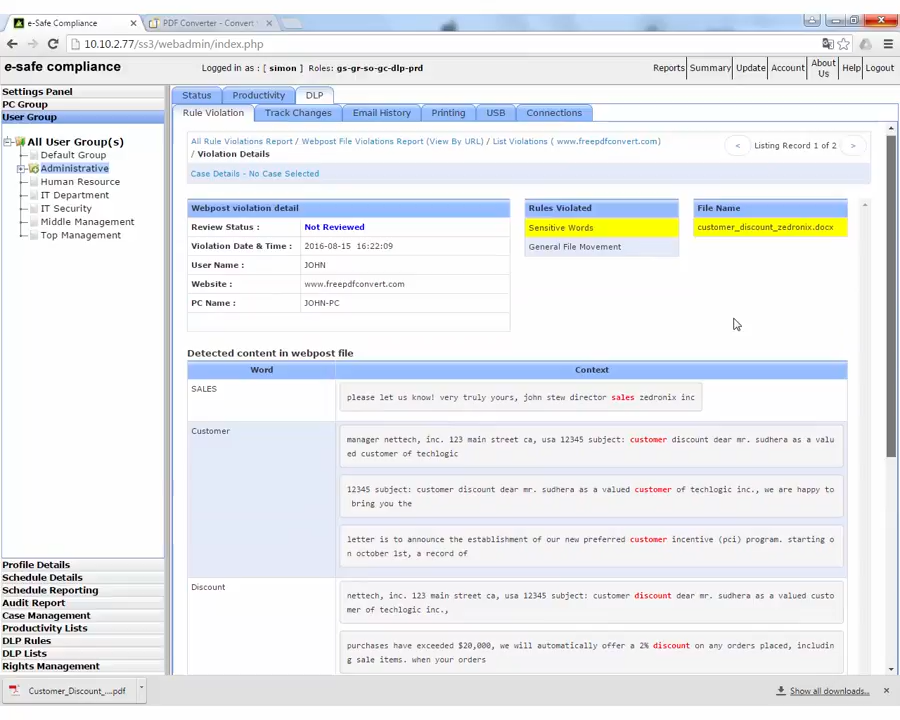 e-Safe Compliance
PDF Converter - Convert
10.10.2.77/ss3/webadmin/index.php
e-safe compliance
Logged in as : [ simon ] Roles: gs-gr-so-gc-dlp-prd
Reports
Summary
Update
Account
About Us
Help
Logout
Settings Panel
PC Group
User Group
All User Group(s)
Default Group
Administrative
Human Resource
IT Department
IT Security
Middle Management
Top Management
Profile Details
Schedule Details
Schedule Reporting
Audit Report
Case Management
Productivity Lists
DLP Rules
DLP Lists
Rights Management
Status
Productivity
DLP
Rule Violation
Track Changes
Email History
Printing
USB
Connections
All Rule Violations Report / Webpost File Violations Report (View By URL) / List Violations ( www.freepdfconvert.com)
/ Violation Details
< Listing Record 1 of 2 >
Case Details - No Case Selected
Webpost violation detail
Review Status : Not Reviewed
Violation Date & Time : 2016-08-15 16:22:09
User Name : JOHN
Website : www.freepdfconvert.com
PC Name : JOHN-PC
Rules Violated
Sensitive Words
General File Movement
File Name
customer_discount_zedronix.docx
Detected content in webpost file
Word
Context
SALES
please let us know! very truly yours, john stew director sales zedronix inc
Customer
manager nettech, inc. 123 main street ca, usa 12345 subject: customer discount dear mr. sudhera as a valu
ed customer of techlogic
12345 subject: customer discount dear mr. sudhera as a valued customer of techlogic inc., we are happy to
bring you the
letter is to announce the establishment of our new preferred customer incentive (pci) program. starting o
n october 1st, a record of
Discount
nettech, inc. 123 main street ca, usa 12345 subject: customer discount dear mr. sudhera as a valued custo
mer of techlogic inc.,
purchases have exceeded $20,000, we will automatically offer a 2% discount on any orders placed, includin
g sale items. when your orders
Customer_Discount_....pdf
Show all downloads...